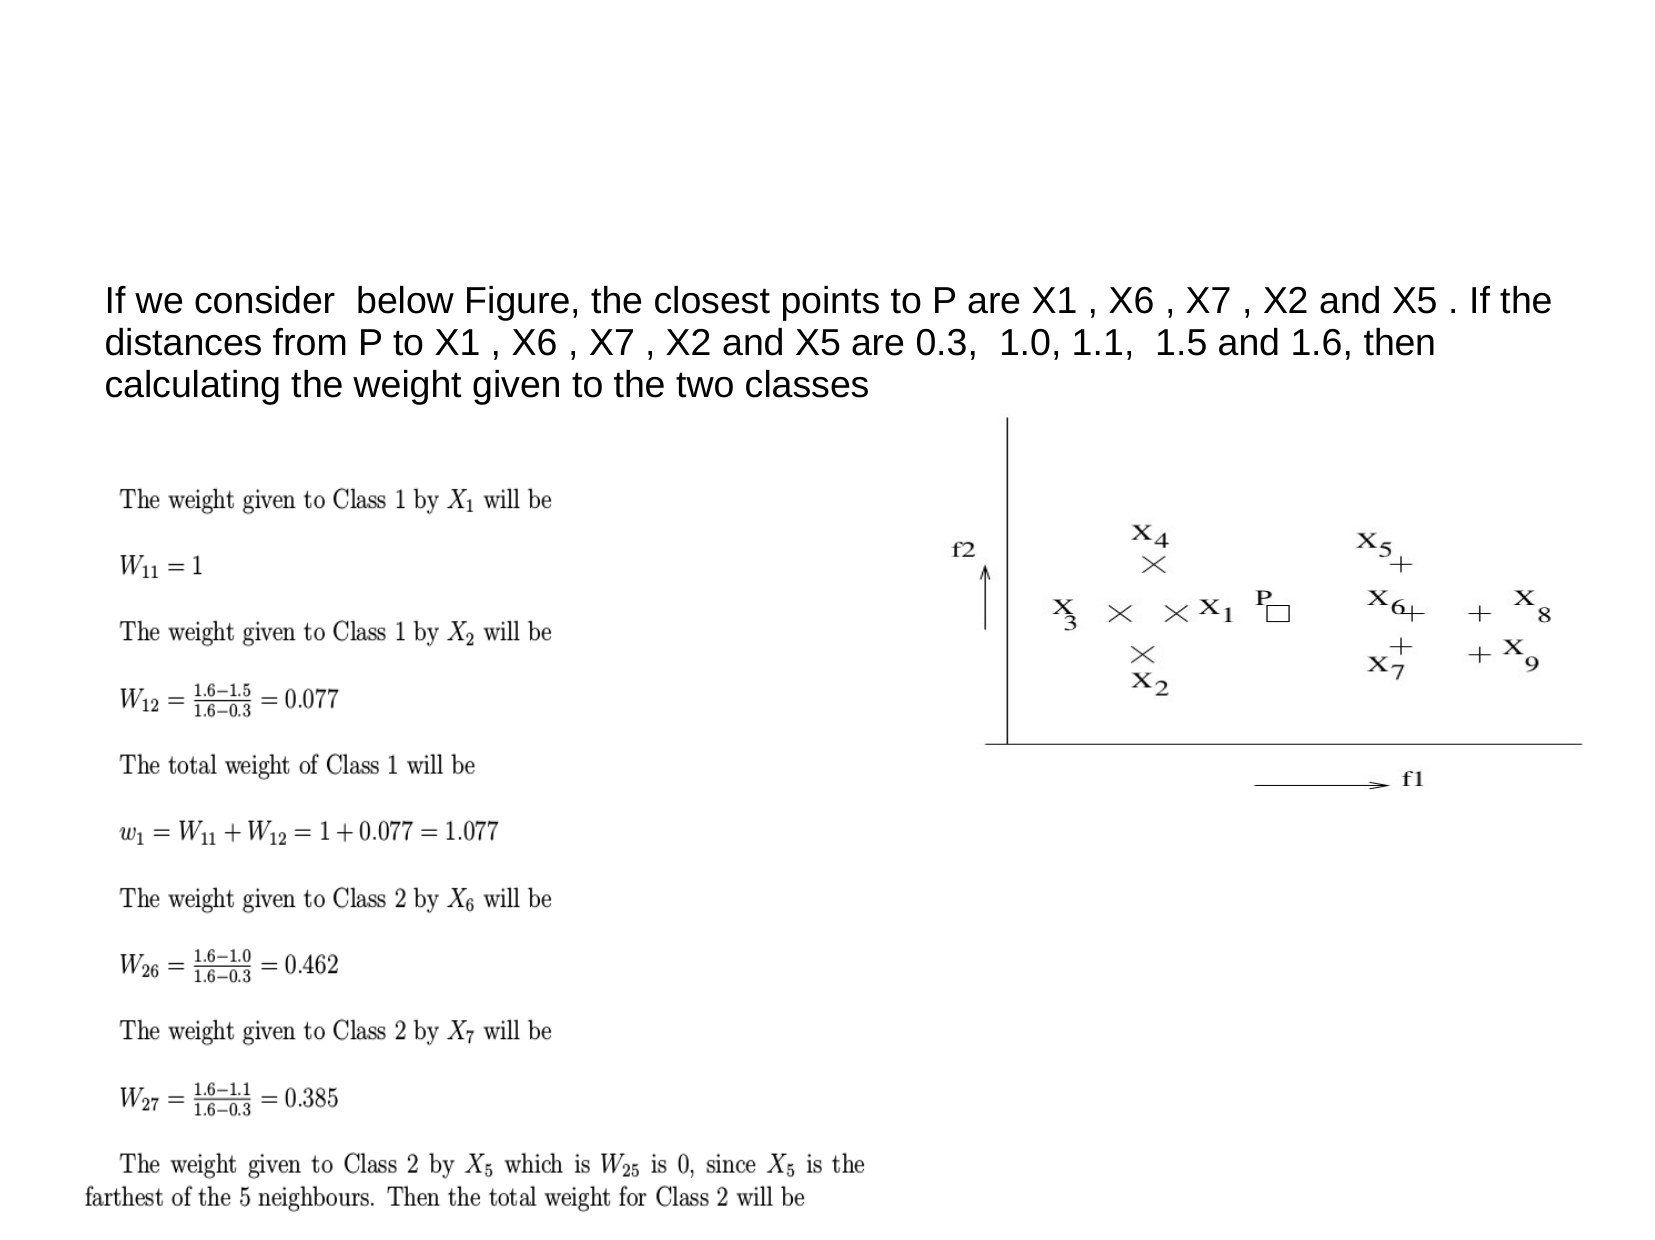 If we consider  below Figure, the closest points to P are X1 , X6 , X7 , X2 and X5 . If the
distances from P to X1 , X6 , X7 , X2 and X5 are 0.3,  1.0, 1.1,  1.5 and 1.6, then
calculating the weight given to the two classes
The weight given to Class 1 by X₁ will be
W₁₁ = 1
The weight given to Class 1 by X₂ will be
W₁₂ = (1.6−1.5)/(1.6−0.3) = 0.077
The total weight of Class 1 will be
w₁ = W₁₁ + W₁₂ = 1 + 0.077 = 1.077
The weight given to Class 2 by X₆ will be
W₂₆ = (1.6−1.0)/(1.6−0.3) = 0.462
The weight given to Class 2 by X₇ will be
W₂₇ = (1.6−1.1)/(1.6−0.3) = 0.385
The weight given to Class 2 by X₅ which is W₂₅ is 0, since X₅ is the
farthest of the 5 neighbours. Then the total weight for Class 2 will be
f2
X₄
X₅
X₃
X₁
P
X₆
X₈
X₂
X₇
X₉
f1